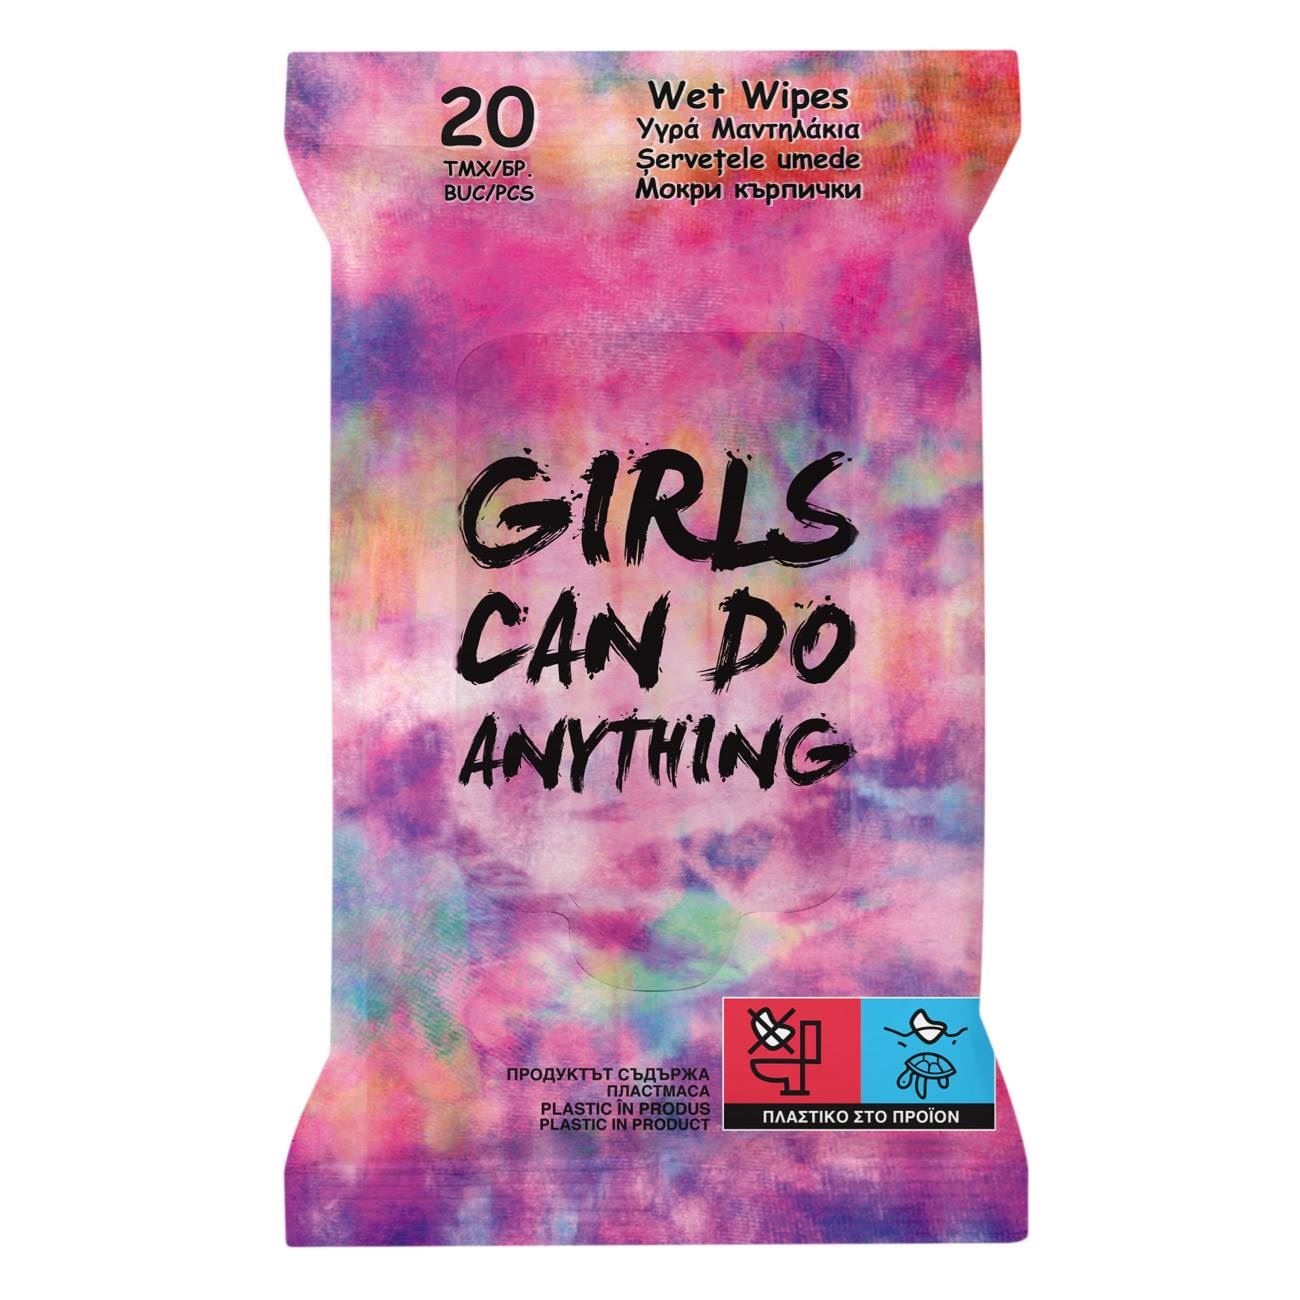 20
ΤΜΧ/БР.
BUC/PCS
Wet Wipes
Υγρά Μαντηλάκια
Șervețele umede
Мокри кърпички
GIRLS
CAN DO
ANYTHING
ПРОДУКТЪТ СЪДЪРЖА
ПЛАСТМАСА
PLASTIC ÎN PRODUS
PLASTIC IN PRODUCT
ΠΛΑΣΤΙΚΟ ΣΤΟ ΠΡΟΪΟΝ